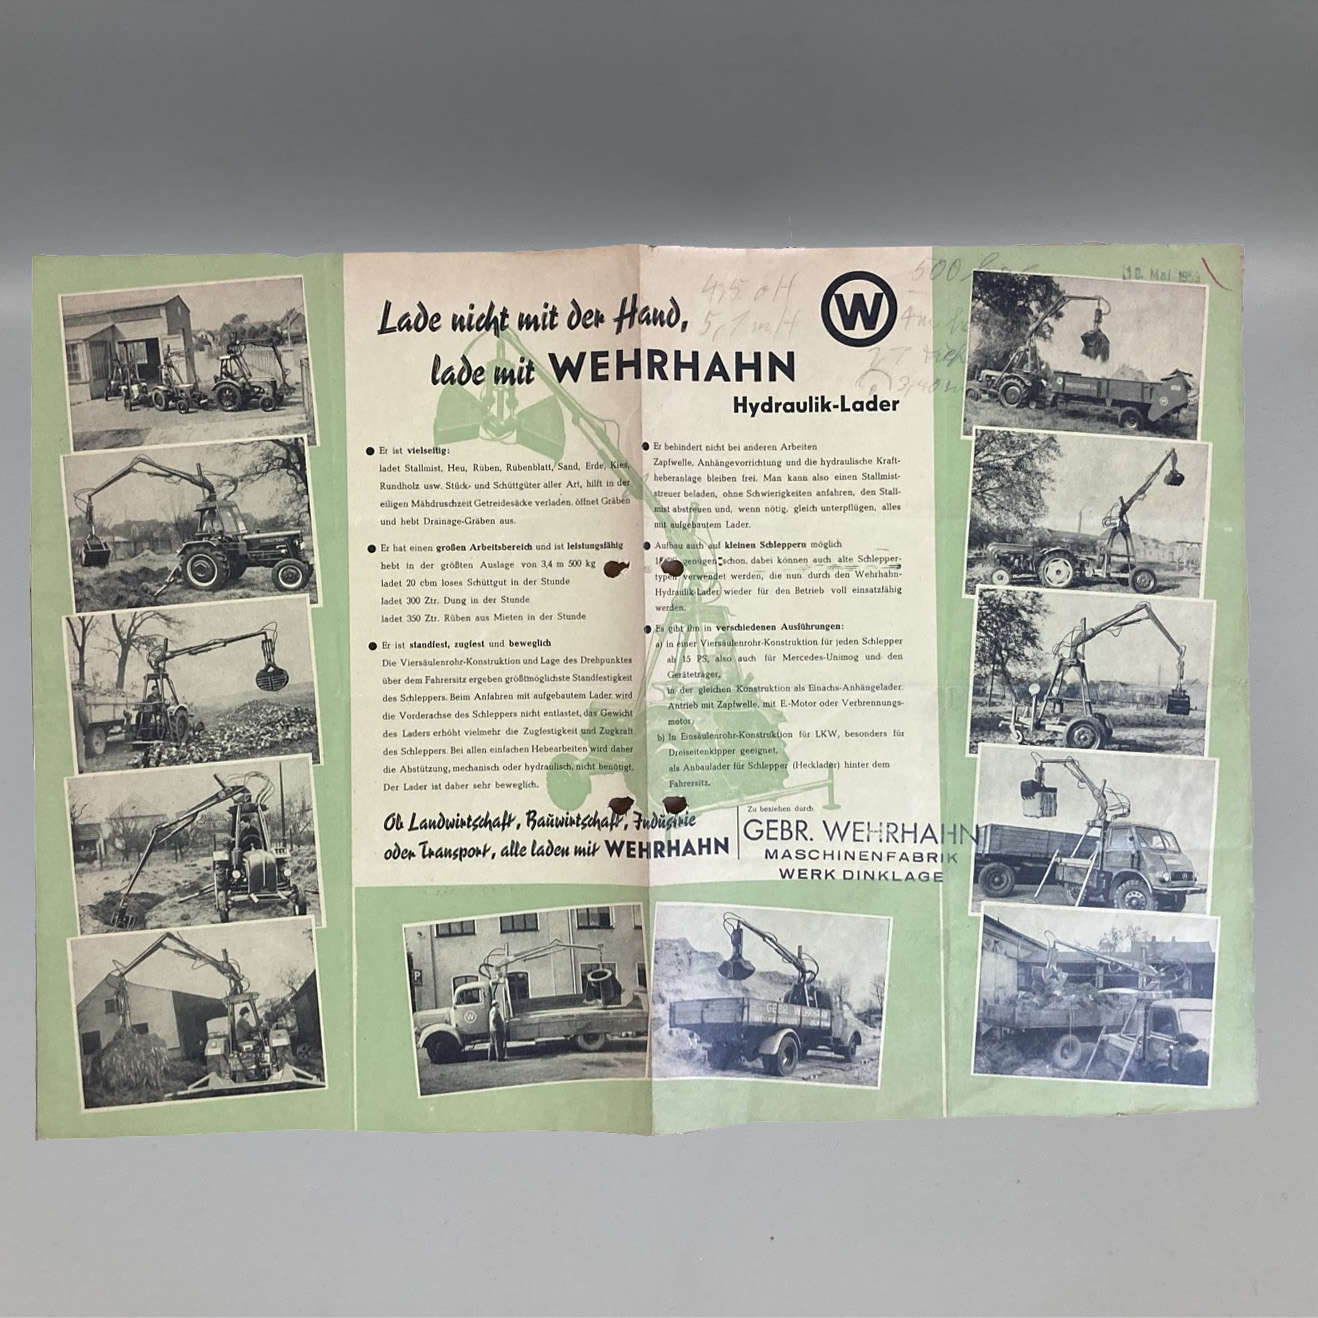 Lade nicht mit der Hand,
lade mit WEHRHAHN
Hydraulik-Lader
W
10. Mai 195
500
4,5
● Er ist vielseitig:
ladet Stallmist, Heu, Rüben, Rübenblatt, Sand, Erde, Kies,
Rundholz usw. Stück- und Schüttgüter aller Art, hilft in der
eiligen Mähdruschzeit Getreidesäcke verladen, öffnet Gräben
und hebt Drainage-Gräben aus.
● Er hat einen großen Arbeitsbereich und ist leistungsfähig
hebt in der größten Auslage von 3,4 m 500 kg
ladet 20 cbm loses Schüttgut in der Stunde
ladet 300 Ztr. Dung in der Stunde
ladet 350 Ztr. Rüben aus Mieten in der Stunde
● Er ist standfest, zugfest und beweglich
Die Viersäulenrohr-Konstruktion und Lage des Drehpunktes
über dem Fahrersitz ergeben größtmöglichste Standfestigkeit
des Schleppers. Beim Anfahren mit aufgebautem Lader wird
die Vorderachse des Schleppers nicht entlastet, das Gewicht
des Laders erhöht vielmehr die Zugfestigkeit und Zugkraft
des Schleppers. Bei allen einfachen Hebearbeiten wird daher
die Abstützung, mechanisch oder hydraulisch, nicht benötigt.
Der Lader ist daher sehr beweglich.
● Er behindert nicht bei anderen Arbeiten
Zapfwelle, Anhängevorrichtung und die hydraulische Kraft-
heberanlage bleiben frei. Man kann also einen Stallmist-
streuer beladen, ohne Schwierigkeiten anfahren, den Stall-
mist abstreuen und, wenn nötig, gleich unterpflügen, alles
mit aufgebautem Lader.
● Aufbau auch auf kleinen Schleppern möglich
genügen schon, dabei können auch alte Schlepper-
typen verwendet werden, die nun durch den Wehrhahn-
Hydraulik-Lader wieder für den Betrieb voll einsatzfähig
werden.
● Es gibt ihn in verschiedenen Ausführungen:
a) in einer Viersäulenrohr-Konstruktion für jeden Schlepper
ab 15 PS, also auch für Mercedes-Unimog und den
Geräteträger,
in der gleichen Konstruktion als Einachs-Anhängelader.
Antrieb mit Zapfwelle, mit E-Motor oder Verbrennungs-
motor;
b) In Einsäulenrohr-Konstruktion für LKW, besonders für
Dreiseitenkipper geeignet,
als Anbaulader für Schlepper (Hecklader) hinter dem
Fahrersitz.
Ob Landwirtschaft, Bauwirtschaft, Industrie
oder Transport, alle laden mit WEHRHAHN
Zu beziehen durch
GEBR. WEHRHAHN
MASCHINENFABRIK
WERK DINKLAGE
GEBR. WEHRHAHN